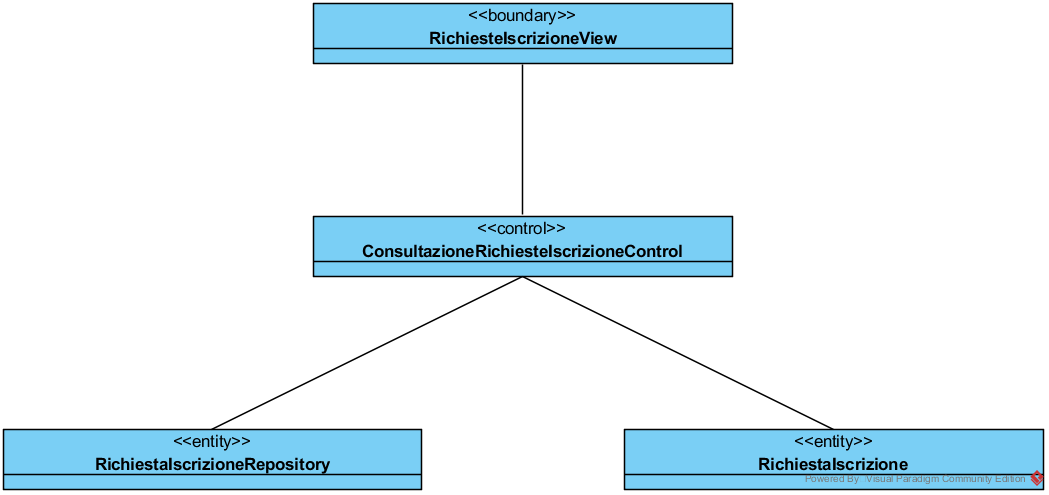 <<boundary>>
RichiesteIscrizioneView
<<control>>
ConsultazioneRichiesteIscrizioneControl
<<entity>>
RichiestaIscrizioneRepository
<<entity>>
RichiestaIscrizione
Powered By Visual Paradigm Community Edition